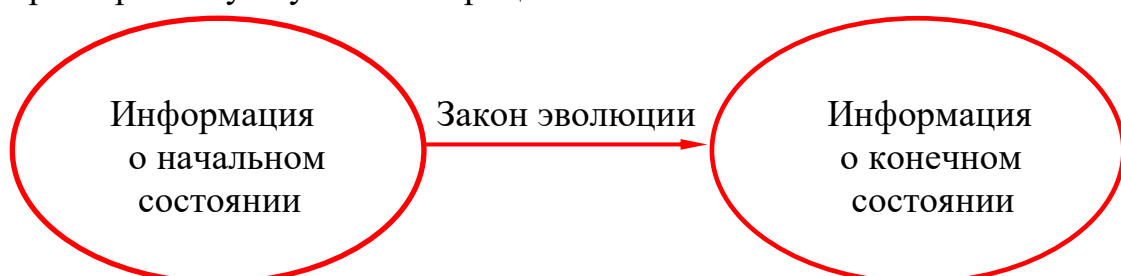 Информация
о начальном
состоянии
Закон эволюции
Информация
о конечном
состоянии